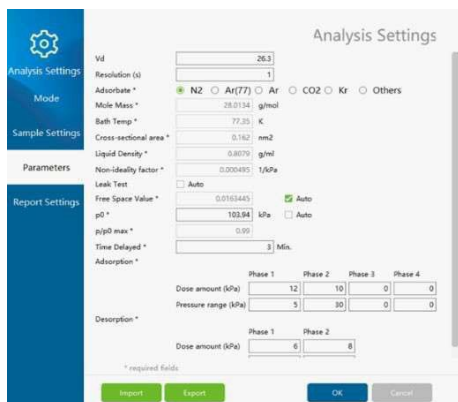 Analysis Settings
Analysis Settings
Mode
Sample Settings
Parameters
Report Settings
Vd 26.3
Resolution (s) 1
Adsorbate * N2 Ar(77) Ar CO2 Kr Others
Mole Mass * 28.0134 g/mol
Bath Temp * 77.35 K
Cross-sectional area * 0.162 nm2
Liquid Density * 0.8079 g/ml
Non-ideality factor * 0.000495 1/kPa
Leak Test Auto
Free Space Value * 0.0163445 Auto
p0 * 103.94 kPa Auto
p/p0 max * 0.99
Time Delayed * 3 Min.
Adsorption *
Phase 1 Phase 2 Phase 3 Phase 4
Dose amount (kPa) 12 10 0 0
Pressure range (kPa) 5 30 0 0
Desorption *
Phase 1 Phase 2
Dose amount (kPa) 6 8
* required fields
Import Export OK Cancel